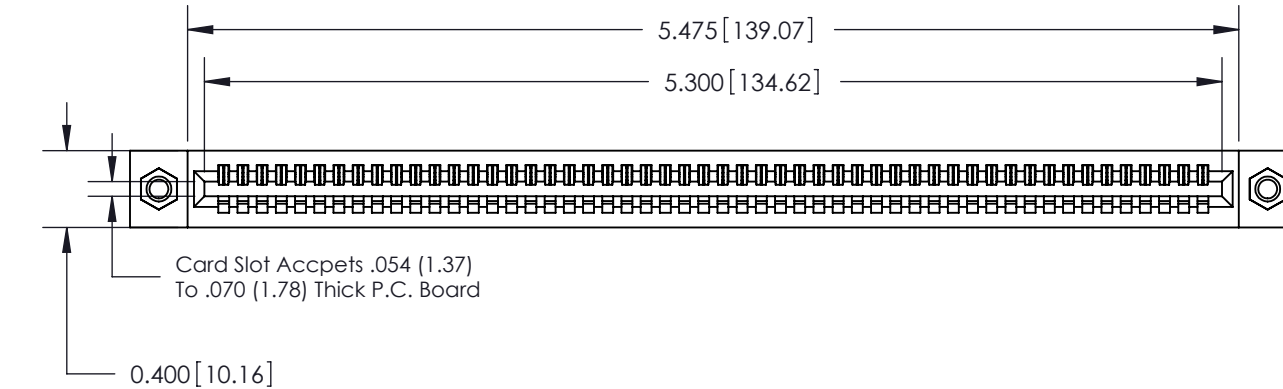 5.475[139.07]
5.300[134.62]
Card Slot Accpets .054 (1.37)
To .070 (1.78) Thick P.C. Board
0.400[10.16]